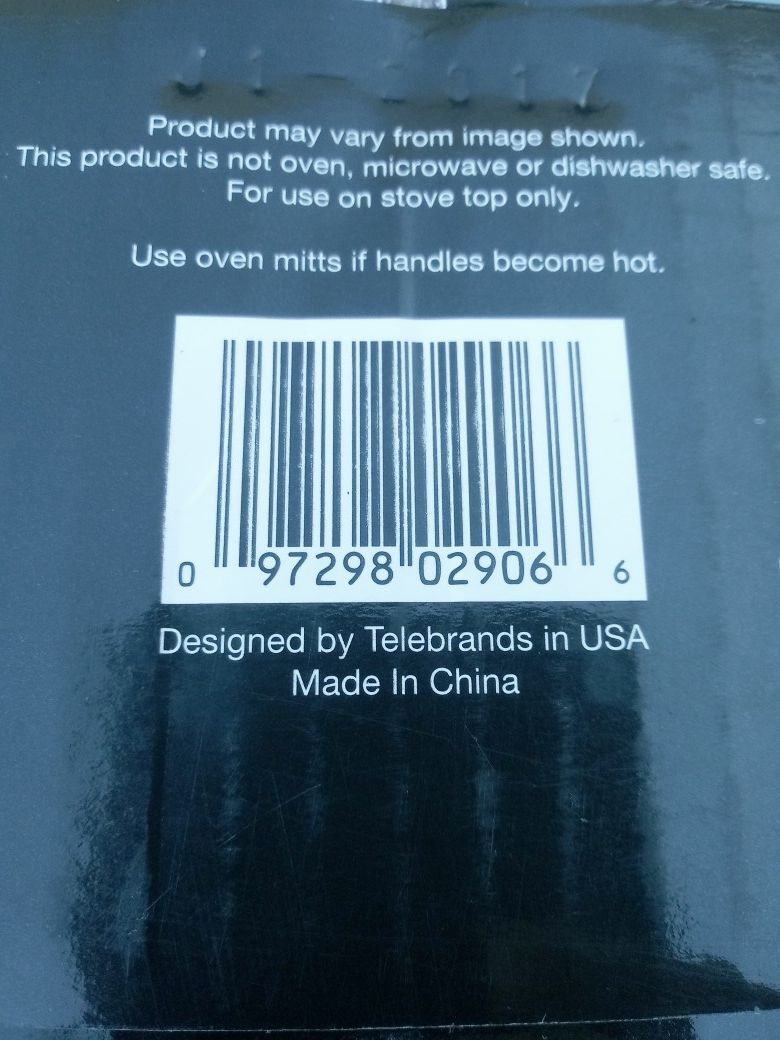 Product may vary from image shown.
This product is not oven, microwave or dishwasher safe.
For use on stove top only.
Use oven mitts if handles become hot.
0 97298 02906 6
Designed by Telebrands in USA
Made In China